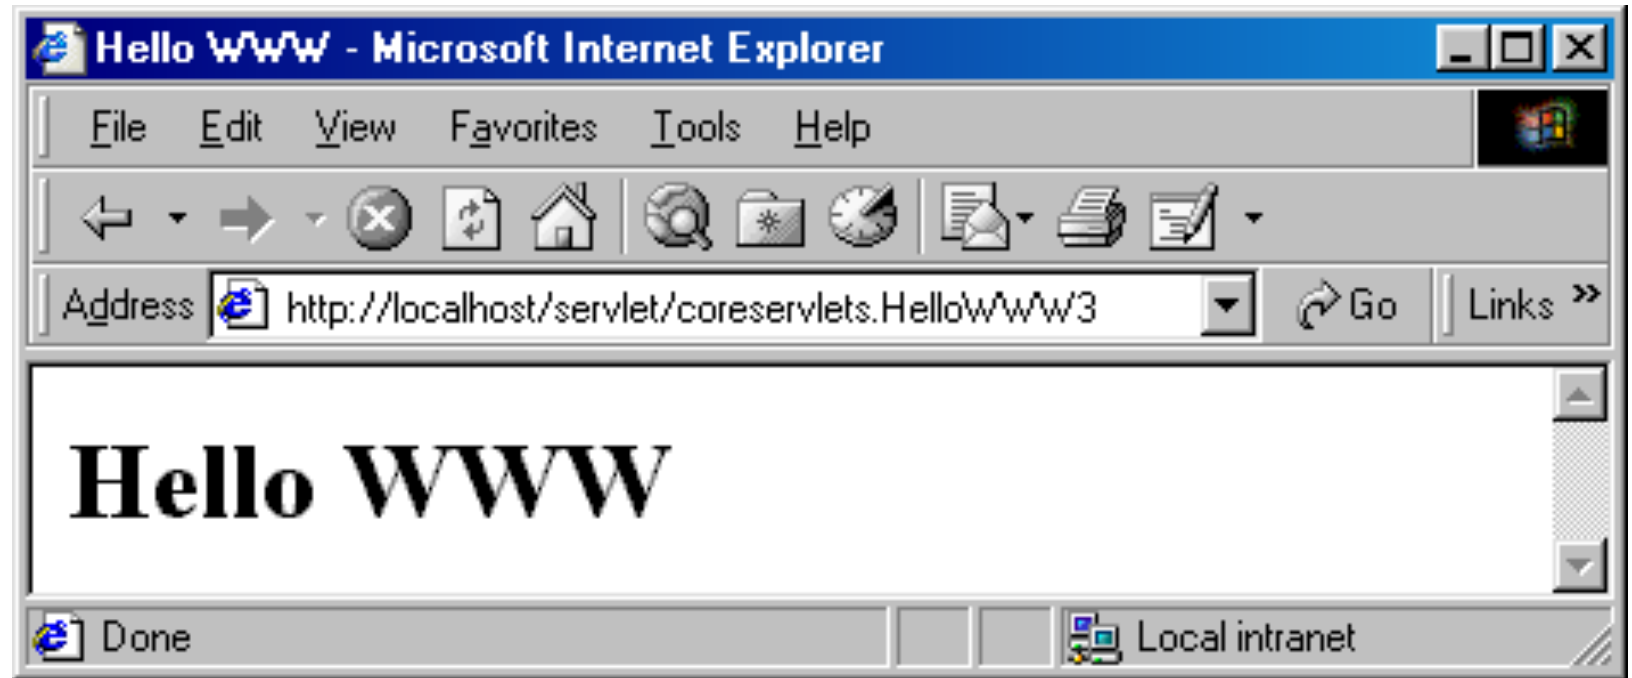 Hello WWW - Microsoft Internet Explorer
File Edit View Favorites Tools Help
Address http://localhost/servlet/coreservlets.HelloWWW3 Go Links »
Hello WWW
Done Local intranet